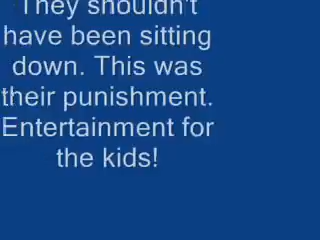 They shouldn't
have been sitting
down. This was
their punishment.
Entertainment for
the kids!